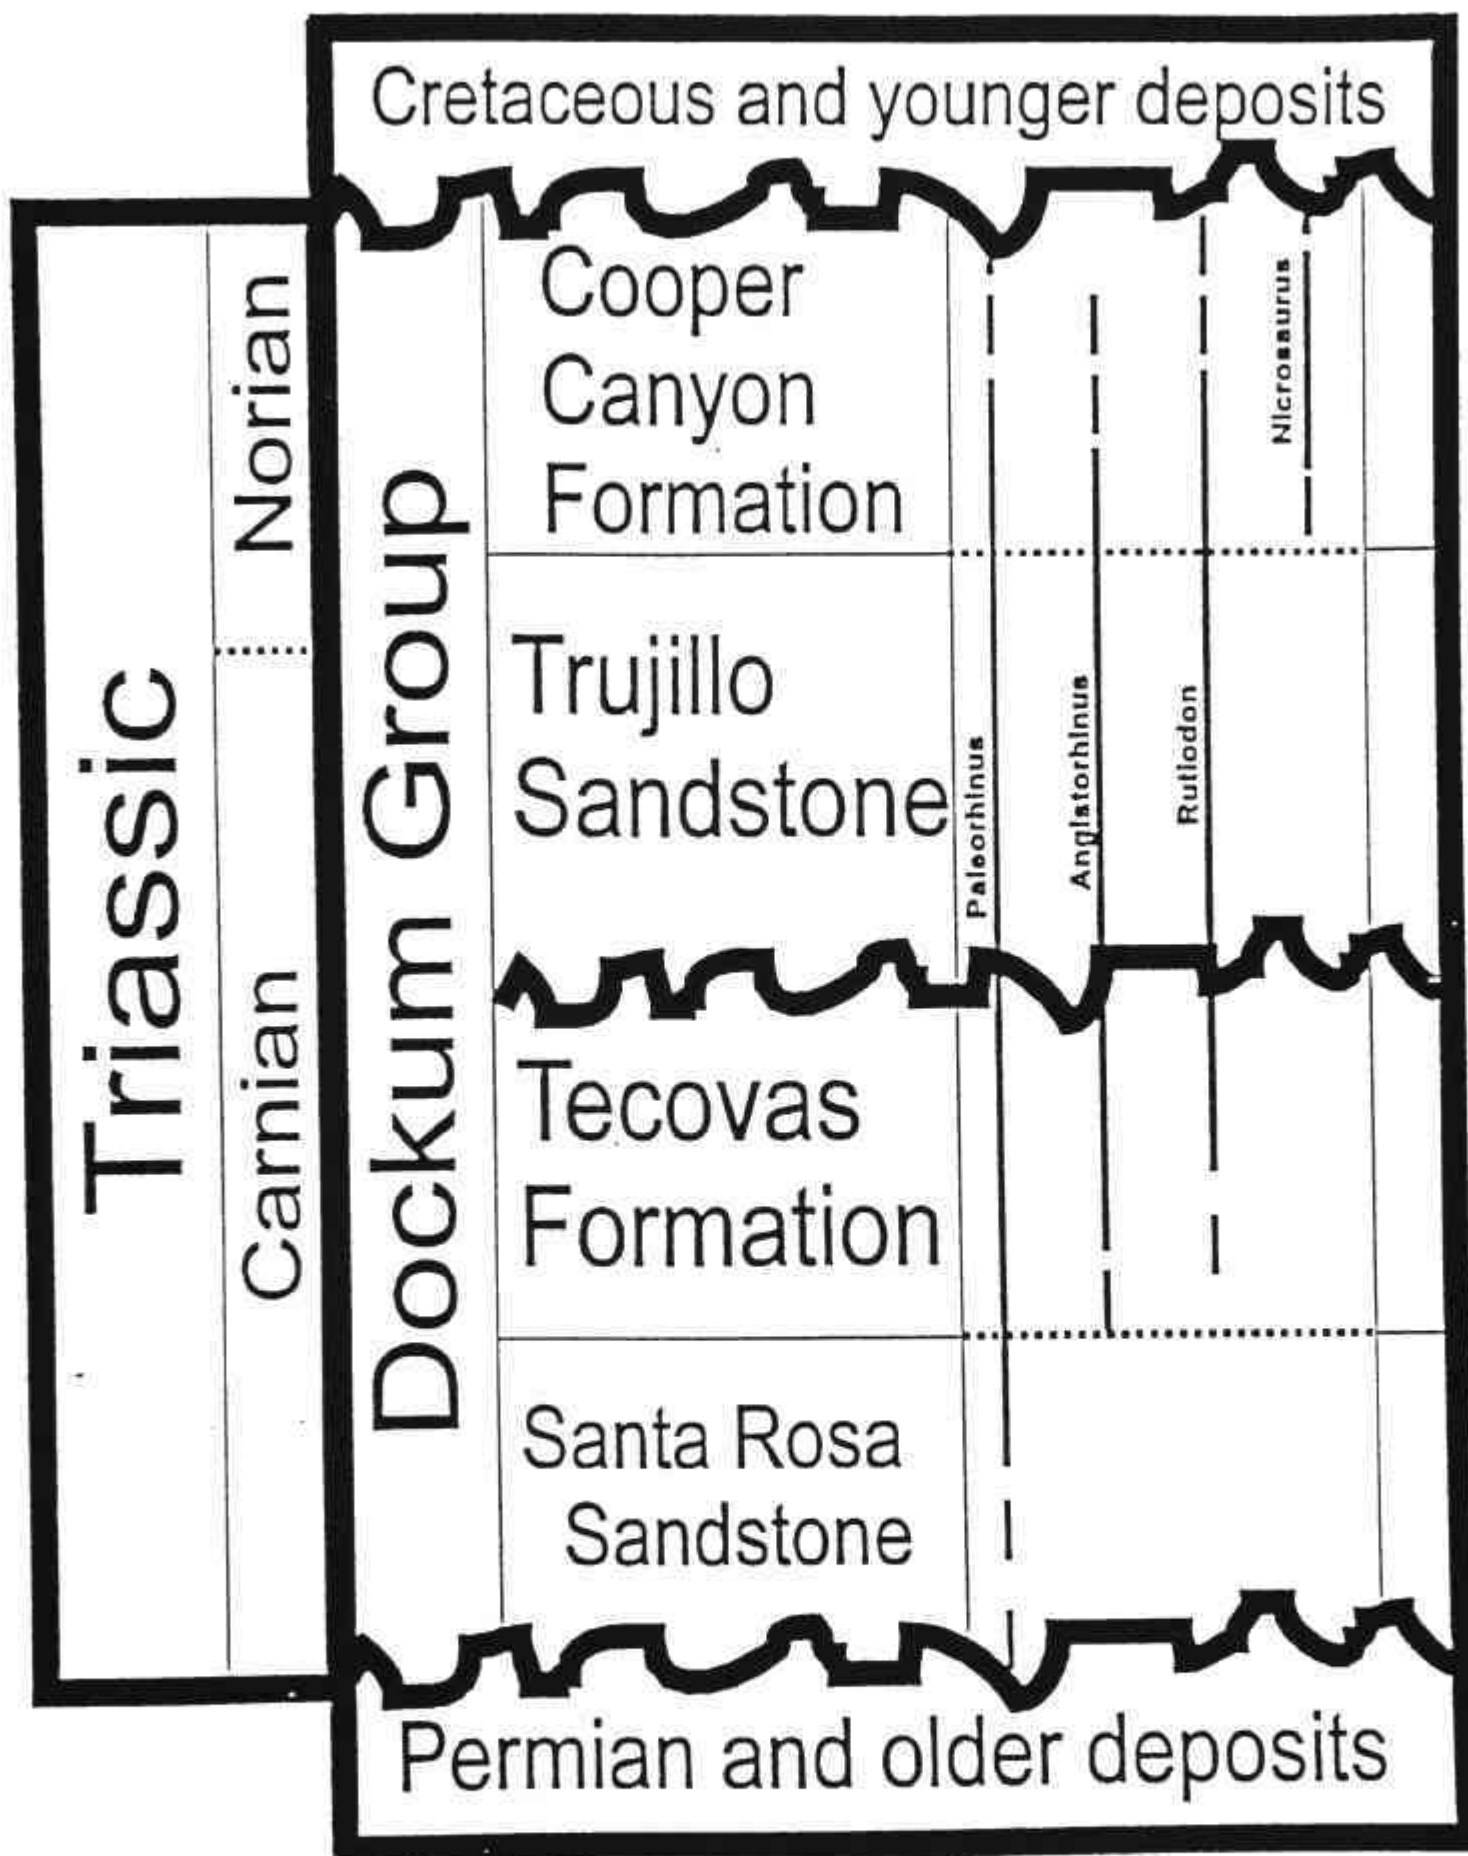 Cretaceous and younger deposits
Triassic
Norian
Carnian
Dockum Group
Cooper
Canyon
Formation
Trujillo
Sandstone
Tecovas
Formation
Santa Rosa
Sandstone
Paleorhinus
Angistorhinus
Rutiodon
Nicrosaurus
Permian and older deposits